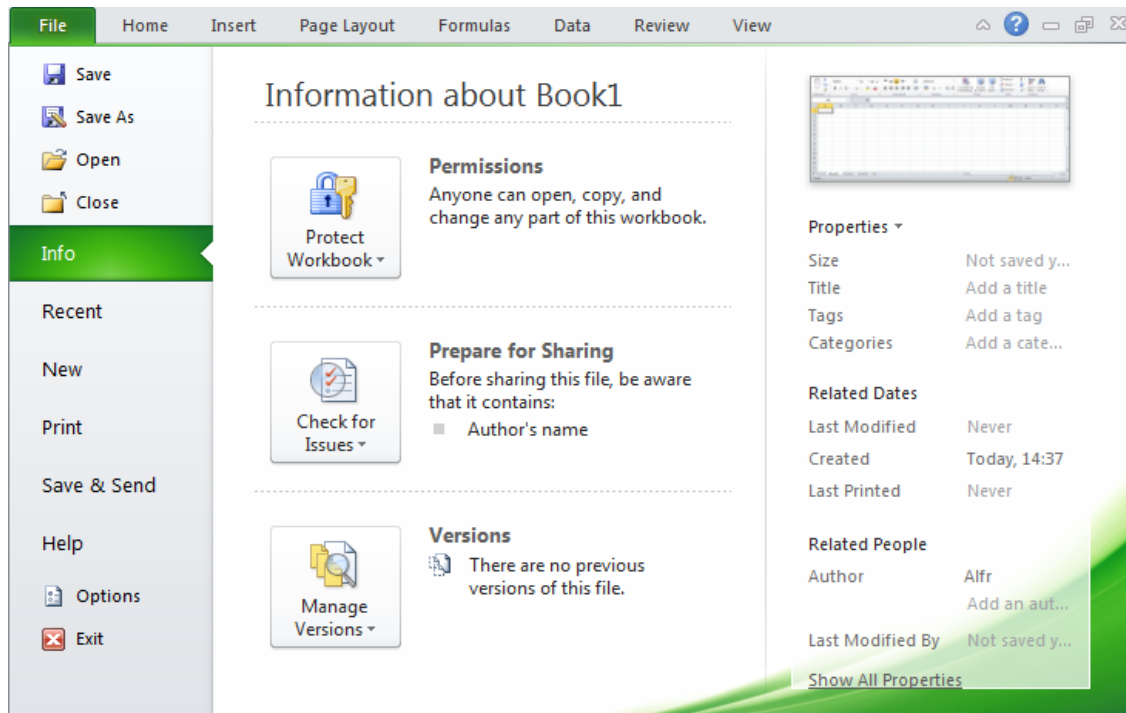 File Home Insert Page Layout Formulas Data Review View
Save
Save As
Open
Close
Info
Recent
New
Print
Save & Send
Help
Options
Exit
Information about Book1
Protect
Workbook
Permissions
Anyone can open, copy, and
change any part of this workbook.
Check for
Issues
Prepare for Sharing
Before sharing this file, be aware
that it contains:
Author's name
Manage
Versions
Versions
There are no previous
versions of this file.
Properties
Size Not saved y...
Title Add a title
Tags Add a tag
Categories Add a cate...
Related Dates
Last Modified Never
Created Today, 14:37
Last Printed Never
Related People
Author Alfr
Add an aut...
Last Modified By Not saved y...
Show All Properties